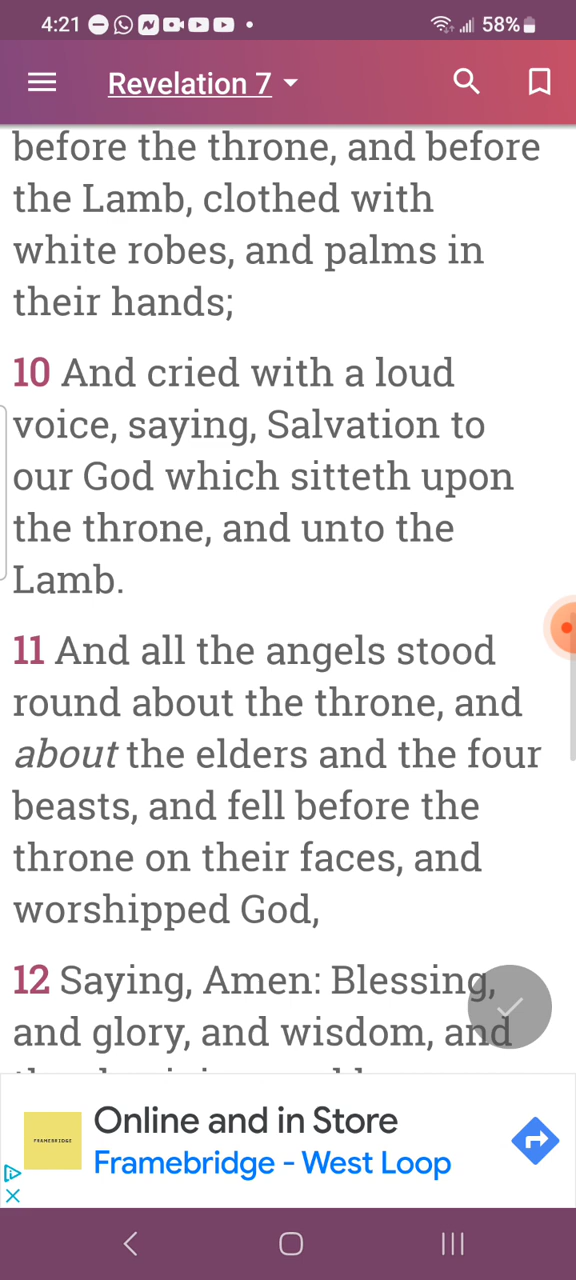 4:21 58%
Revelation 7
before the throne, and before
the Lamb, clothed with
white robes, and palms in
their hands;
10 And cried with a loud
voice, saying, Salvation to
our God which sitteth upon
the throne, and unto the
Lamb.
11 And all the angels stood
round about the throne, and
about the elders and the four
beasts, and fell before the
throne on their faces, and
worshipped God,
12 Saying, Amen: Blessing,
and glory, and wisdom, and
FRAMEBRIDGE
Online and in Store
Framebridge - West Loop